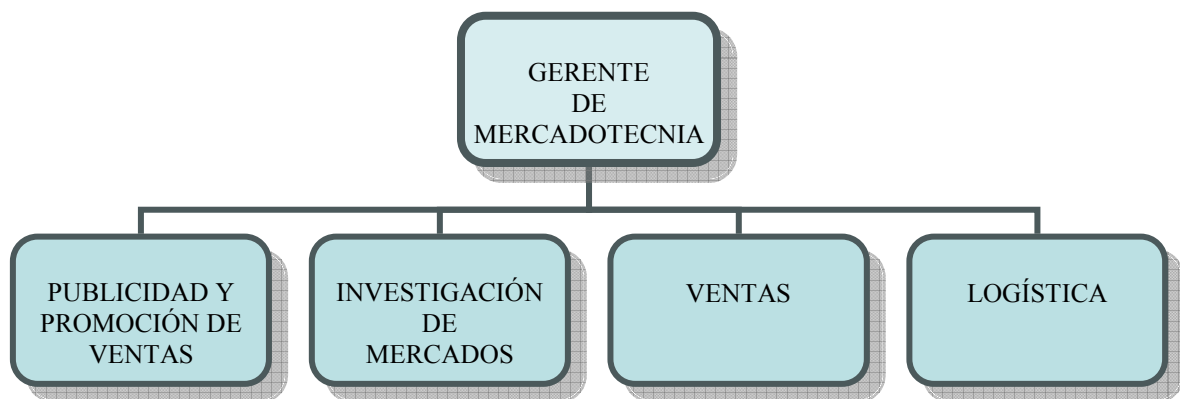 GERENTE
DE
MERCADOTECNIA
PUBLICIDAD Y
PROMOCIÓN DE
VENTAS
INVESTIGACIÓN
DE
MERCADOS
VENTAS
LOGÍSTICA